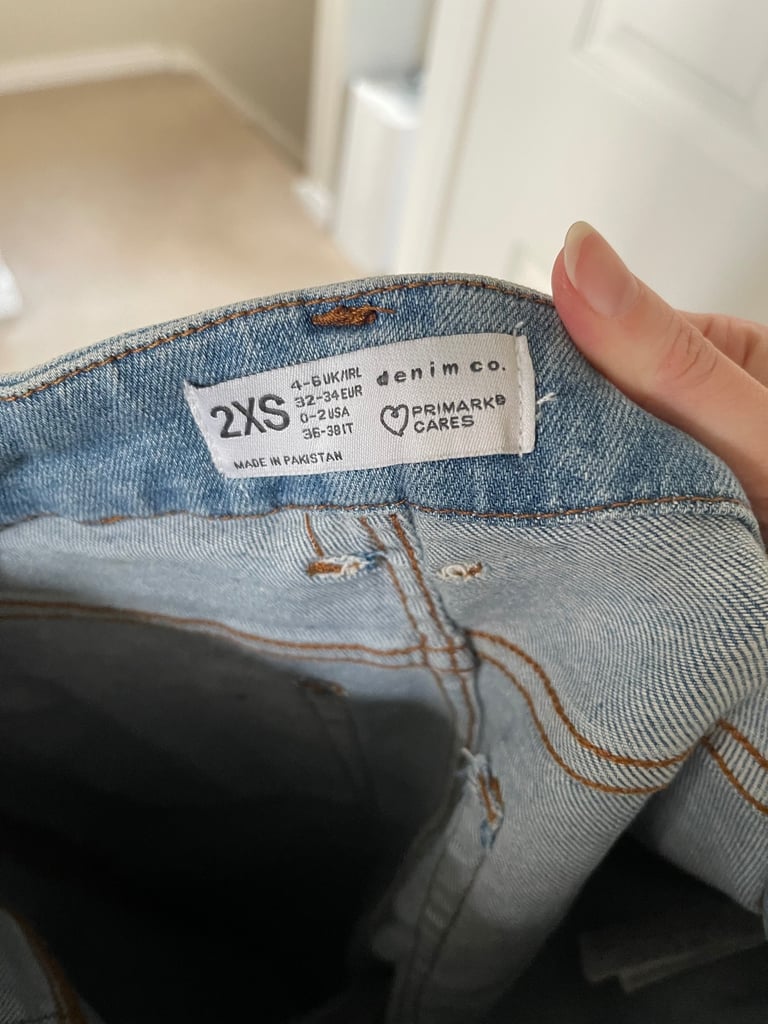 2XS
4-6UK/IRL
32-34EUR
0-2USA
36-38IT
MADE IN PAKISTAN
denim co.
PRIMARK®
CARES